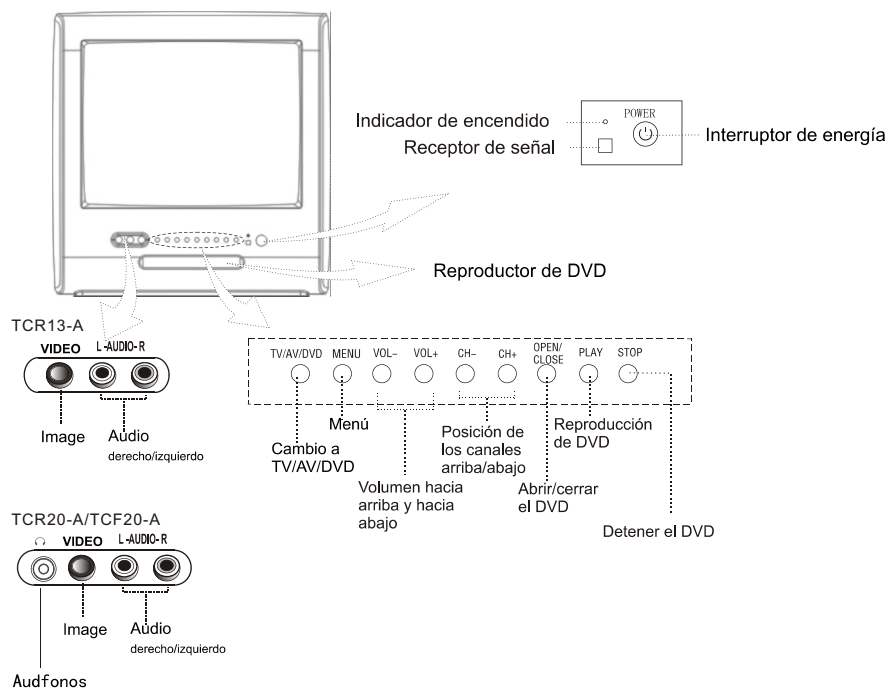 POWER
Indicador de encendido
Receptor de señal
Interruptor de energía
Reproductor de DVD
TCR13-A
VIDEO L-AUDIO-R
Image
Audio
derecho/izquierdo
TV/AV/DVD MENU VOL- VOL+ CH- CH+ OPEN/
CLOSE PLAY STOP
Menú
Cambio a
TV/AV/DVD
Volumen hacia
arriba y hacia
abajo
Posición de
los canales
arriba/abajo
Abrir/cerrar
el DVD
Reproducción
de DVD
Detener el DVD
TCR20-A/TCF20-A
VIDEO L-AUDIO-R
Image
Audio
derecho/izquierdo
Audfonos